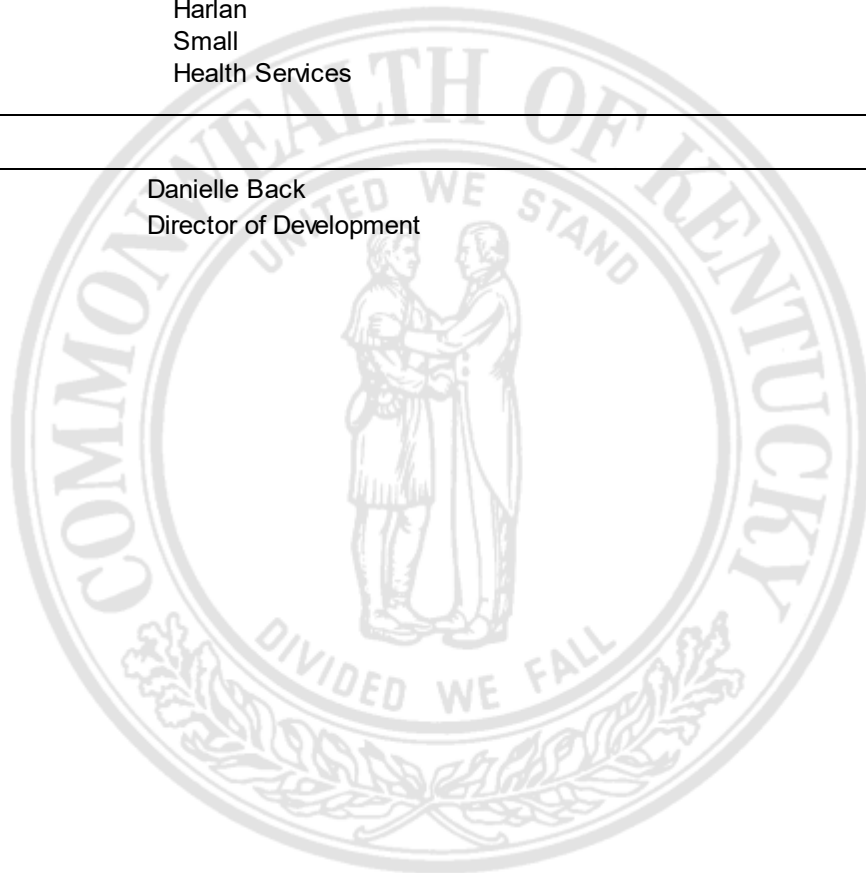 Harlan
Small
Health Services
Danielle Back
Director of Development
COMMONWEALTH OF KENTUCKY
UNITED WE STAND
DIVIDED WE FALL